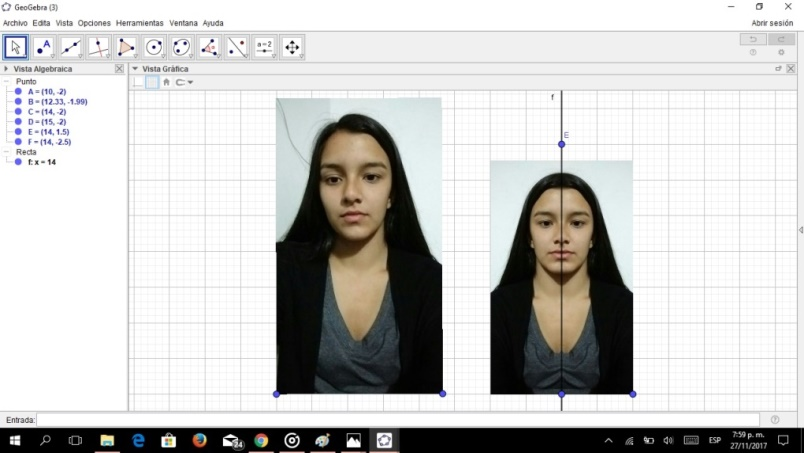 GeoGebra (3)
Archivo Edita Vista Opciones Herramientas Ventana Ayuda
Abrir sesión
a=2
Vista Algebraica
Vista Gráfica
Punto
A = (10, -2)
B = (12.33, -1.99)
C = (14, -2)
D = (15, -2)
E = (14, 1.5)
F = (14, -2.5)
Recta
f: x = 14
f
E
Entrada:
24
ESP
7:59 p. m.
27/11/2017